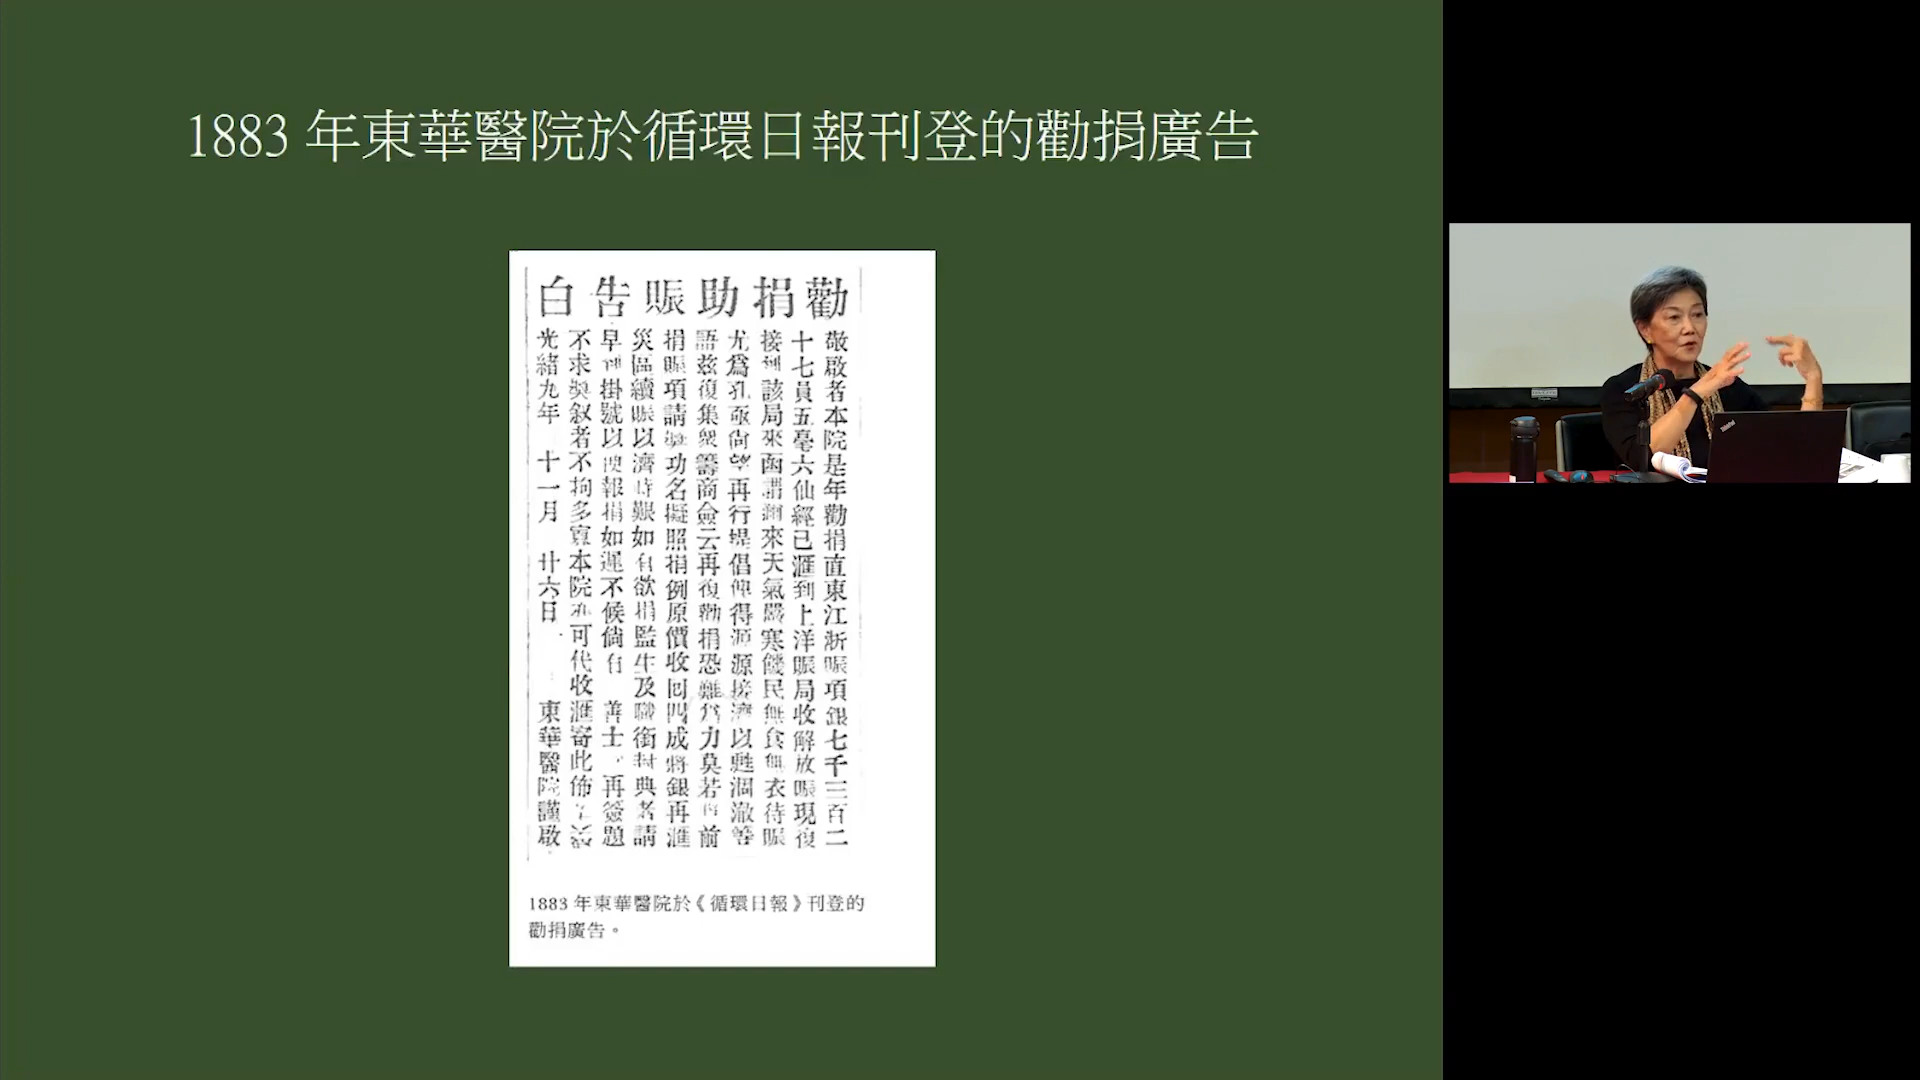 1883 年東華醫院於循環日報刊登的勸捐廣告
勸捐助賑告白
敬啟者本院是年勸捐直東江浙賑項銀七千三百二
十七員五毫六仙經已滙到上洋賑局收解放賑現復
接到該局來函謂邇來天氣嚴寒饑民無食無衣待賑
尤為孔亟尚望再行提倡俾得源源接濟以甦涸澈等
語茲復集衆籌商僉云再復勸捐恐難為力莫若將前
捐賑項請獎功名擬照捐例原價收回四成將銀再滙
災區續賑以濟時艱如有欲捐監生及職銜封典者請
早到掛號以便報捐如遲不候倘有 善士 再簽題
不求獎敘者不拘多寡本院亦可代收滙寄此佈
光緒九年 十一月 廿六日 東華醫院謹啟
1883 年東華醫院於《循環日報》刊登的
勸捐廣告。
ThinkPad